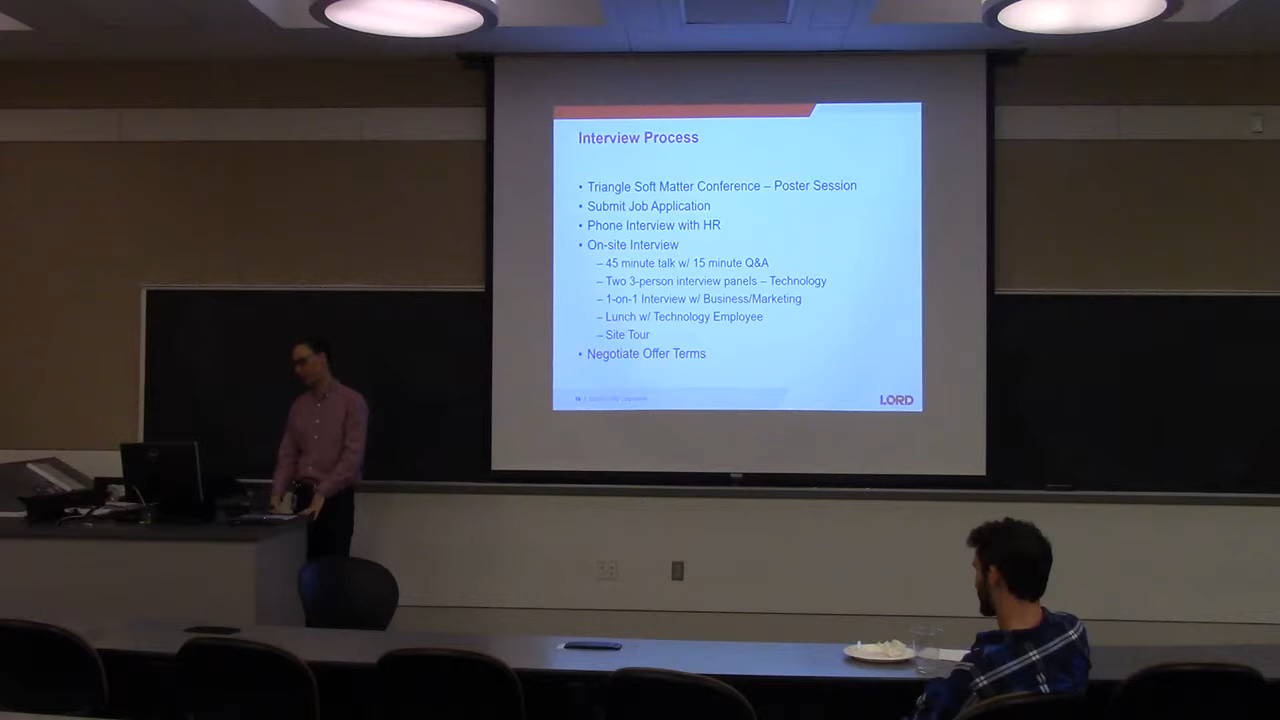 Interview Process
• Triangle Soft Matter Conference – Poster Session
• Submit Job Application
• Phone Interview with HR
• On-site Interview
– 45 minute talk w/ 15 minute Q&A
– Two 3-person interview panels – Technology
– 1-on-1 Interview w/ Business/Marketing
– Lunch w/ Technology Employee
– Site Tour
• Negotiate Offer Terms
LORD